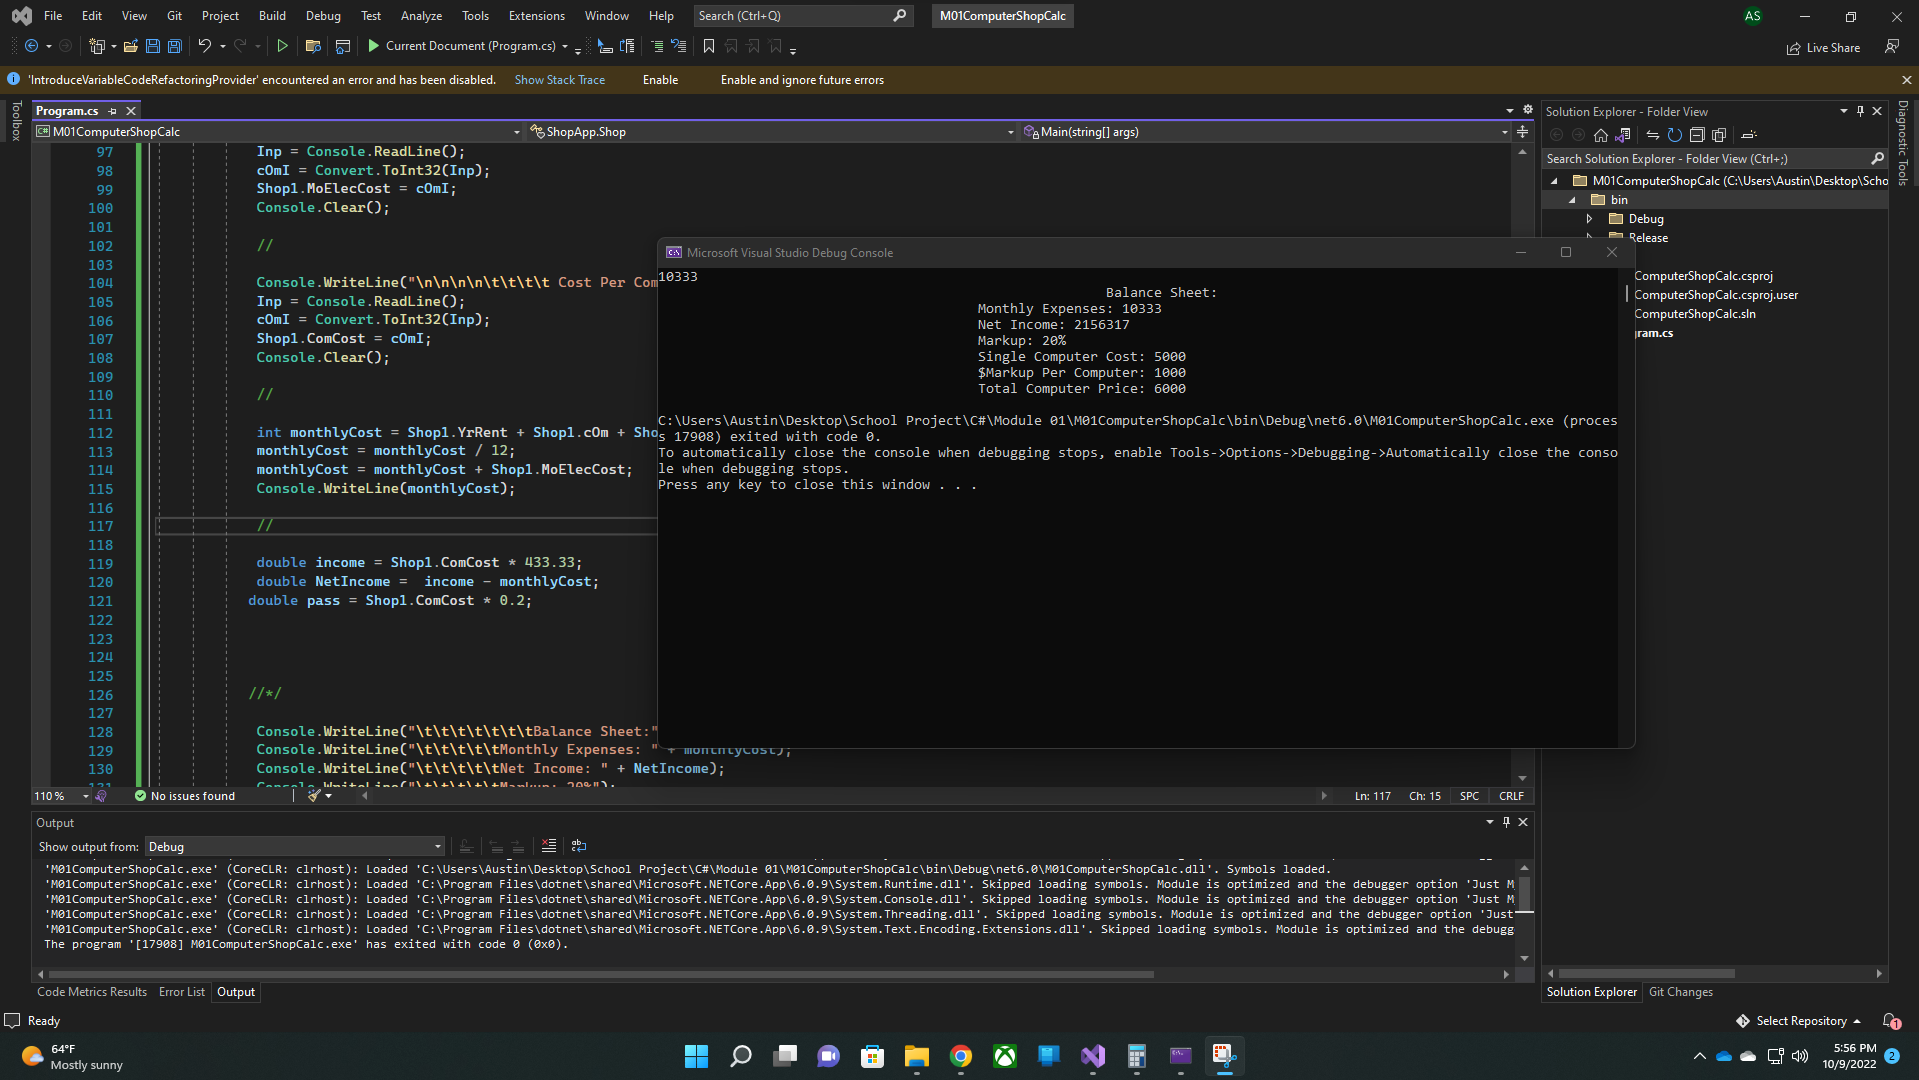 File Edit View Git Project Build Debug Test Analyze Tools Extensions Window Help Search (Ctrl+Q) M01ComputerShopCalc AS
Current Document (Program.cs) Live Share
'IntroduceVariableCodeRefactoringProvider' encountered an error and has been disabled. Show Stack Trace Enable Enable and ignore future errors
Toolbox
Program.cs
M01ComputerShopCalc ShopApp.Shop Main(string[] args)
97 Inp = Console.ReadLine();
98 cOmI = Convert.ToInt32(Inp);
99 Shop1.MoElecCost = cOmI;
100 Console.Clear();
101
102 //
103
104 Console.WriteLine("\n\n\n\n\t\t\t\t Cost Per Com
105 Inp = Console.ReadLine();
106 cOmI = Convert.ToInt32(Inp);
107 Shop1.ComCost = cOmI;
108 Console.Clear();
109
110 //
111
112 int monthlyCost = Shop1.YrRent + Shop1.cOm + Sho
113 monthlyCost = monthlyCost / 12;
114 monthlyCost = monthlyCost + Shop1.MoElecCost;
115 Console.WriteLine(monthlyCost);
116
117 //
118
119 double income = Shop1.ComCost * 433.33;
120 double NetIncome = income - monthlyCost;
121 double pass = Shop1.ComCost * 0.2;
122
123
124
125
126 //*/
127
128 Console.WriteLine("\t\t\t\t\t\t\tBalance Sheet:"
129 Console.WriteLine("\t\t\t\t\tMonthly Expenses: " + monthlyCost);
130 Console.WriteLine("\t\t\t\t\tNet Income: " + NetIncome);
131 Console.WriteLine("\t\t\t\t\tMarkup: 20%");
Microsoft Visual Studio Debug Console
10333
Balance Sheet:
Monthly Expenses: 10333
Net Income: 2156317
Markup: 20%
Single Computer Cost: 5000
$Markup Per Computer: 1000
Total Computer Price: 6000
C:\Users\Austin\Desktop\School Project\C#\Module 01\M01ComputerShopCalc\bin\Debug\net6.0\M01ComputerShopCalc.exe (proces
s 17908) exited with code 0.
To automatically close the console when debugging stops, enable Tools->Options->Debugging->Automatically close the conso
le when debugging stops.
Press any key to close this window . . .
Solution Explorer - Folder View
Search Solution Explorer - Folder View (Ctrl+;)
M01ComputerShopCalc (C:\Users\Austin\Desktop\Scho
bin
Debug
Release
ComputerShopCalc.csproj
ComputerShopCalc.csproj.user
ComputerShopCalc.sln
ram.cs
Diagnostic Tools
110 % No issues found Ln: 117 Ch: 15 SPC CRLF
Output
Show output from: Debug
'M01ComputerShopCalc.exe' (CoreCLR: clrhost): Loaded 'C:\Users\Austin\Desktop\School Project\C#\Module 01\M01ComputerShopCalc\bin\Debug\net6.0\M01ComputerShopCalc.dll'. Symbols loaded.
'M01ComputerShopCalc.exe' (CoreCLR: clrhost): Loaded 'C:\Program Files\dotnet\shared\Microsoft.NETCore.App\6.0.9\System.Runtime.dll'. Skipped loading symbols. Module is optimized and the debugger option 'Just M
'M01ComputerShopCalc.exe' (CoreCLR: clrhost): Loaded 'C:\Program Files\dotnet\shared\Microsoft.NETCore.App\6.0.9\System.Console.dll'. Skipped loading symbols. Module is optimized and the debugger option 'Just M
'M01ComputerShopCalc.exe' (CoreCLR: clrhost): Loaded 'C:\Program Files\dotnet\shared\Microsoft.NETCore.App\6.0.9\System.Threading.dll'. Skipped loading symbols. Module is optimized and the debugger option 'Just
'M01ComputerShopCalc.exe' (CoreCLR: clrhost): Loaded 'C:\Program Files\dotnet\shared\Microsoft.NETCore.App\6.0.9\System.Text.Encoding.Extensions.dll'. Skipped loading symbols. Module is optimized and the debugg
The program '[17908] M01ComputerShopCalc.exe' has exited with code 0 (0x0).
Code Metrics Results Error List Output
Solution Explorer Git Changes
Ready Select Repository 1
64°F
Mostly sunny
5:56 PM
10/9/2022 2